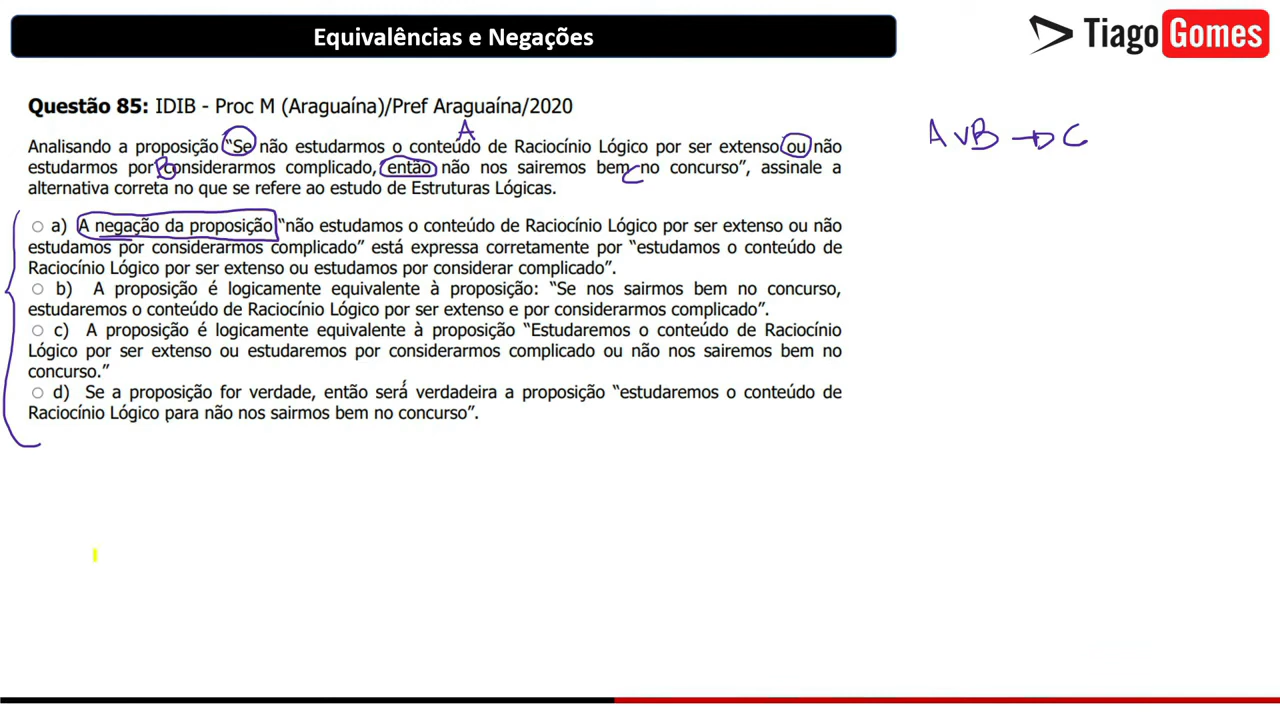 Equivalências e Negações
Tiago Gomes
Questão 85: IDIB - Proc M (Araguaína)/Pref Araguaína/2020
A
A v B → C
Analisando a proposição "Se não estudarmos o conteúdo de Raciocínio Lógico por ser extenso ou não
estudarmos por considerarmos complicado, então não nos sairemos bem no concurso", assinale a
B
C
alternativa correta no que se refere ao estudo de Estruturas Lógicas.
a) A negação da proposição "não estudamos o conteúdo de Raciocínio Lógico por ser extenso ou não
estudamos por considerarmos complicado" está expressa corretamente por "estudamos o conteúdo de
Raciocínio Lógico por ser extenso ou estudamos por considerar complicado".
b) A proposição é logicamente equivalente à proposição: "Se nos sairmos bem no concurso,
estudaremos o conteúdo de Raciocínio Lógico por ser extenso e por considerarmos complicado".
c) A proposição é logicamente equivalente à proposição "Estudaremos o conteúdo de Raciocínio
Lógico por ser extenso ou estudaremos por considerarmos complicado ou não nos sairemos bem no
concurso."
d) Se a proposição for verdade, então será verdadeira a proposição "estudaremos o conteúdo de
Raciocínio Lógico para não nos sairmos bem no concurso".